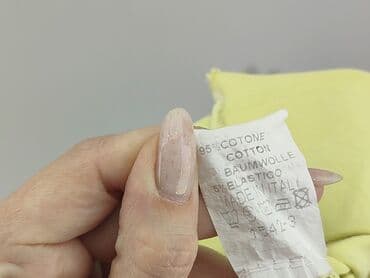 95% COTONE
COTTON
BAUMWOLLE
5% ELASTICO
MADE IN ITALY